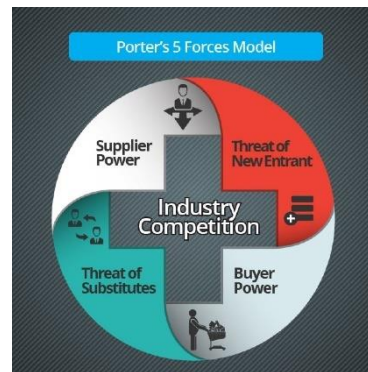 Porter's 5 Forces Model
Supplier
Power
Threat of
New Entrant
Industry
Competition
Threat of
Substitutes
Buyer
Power